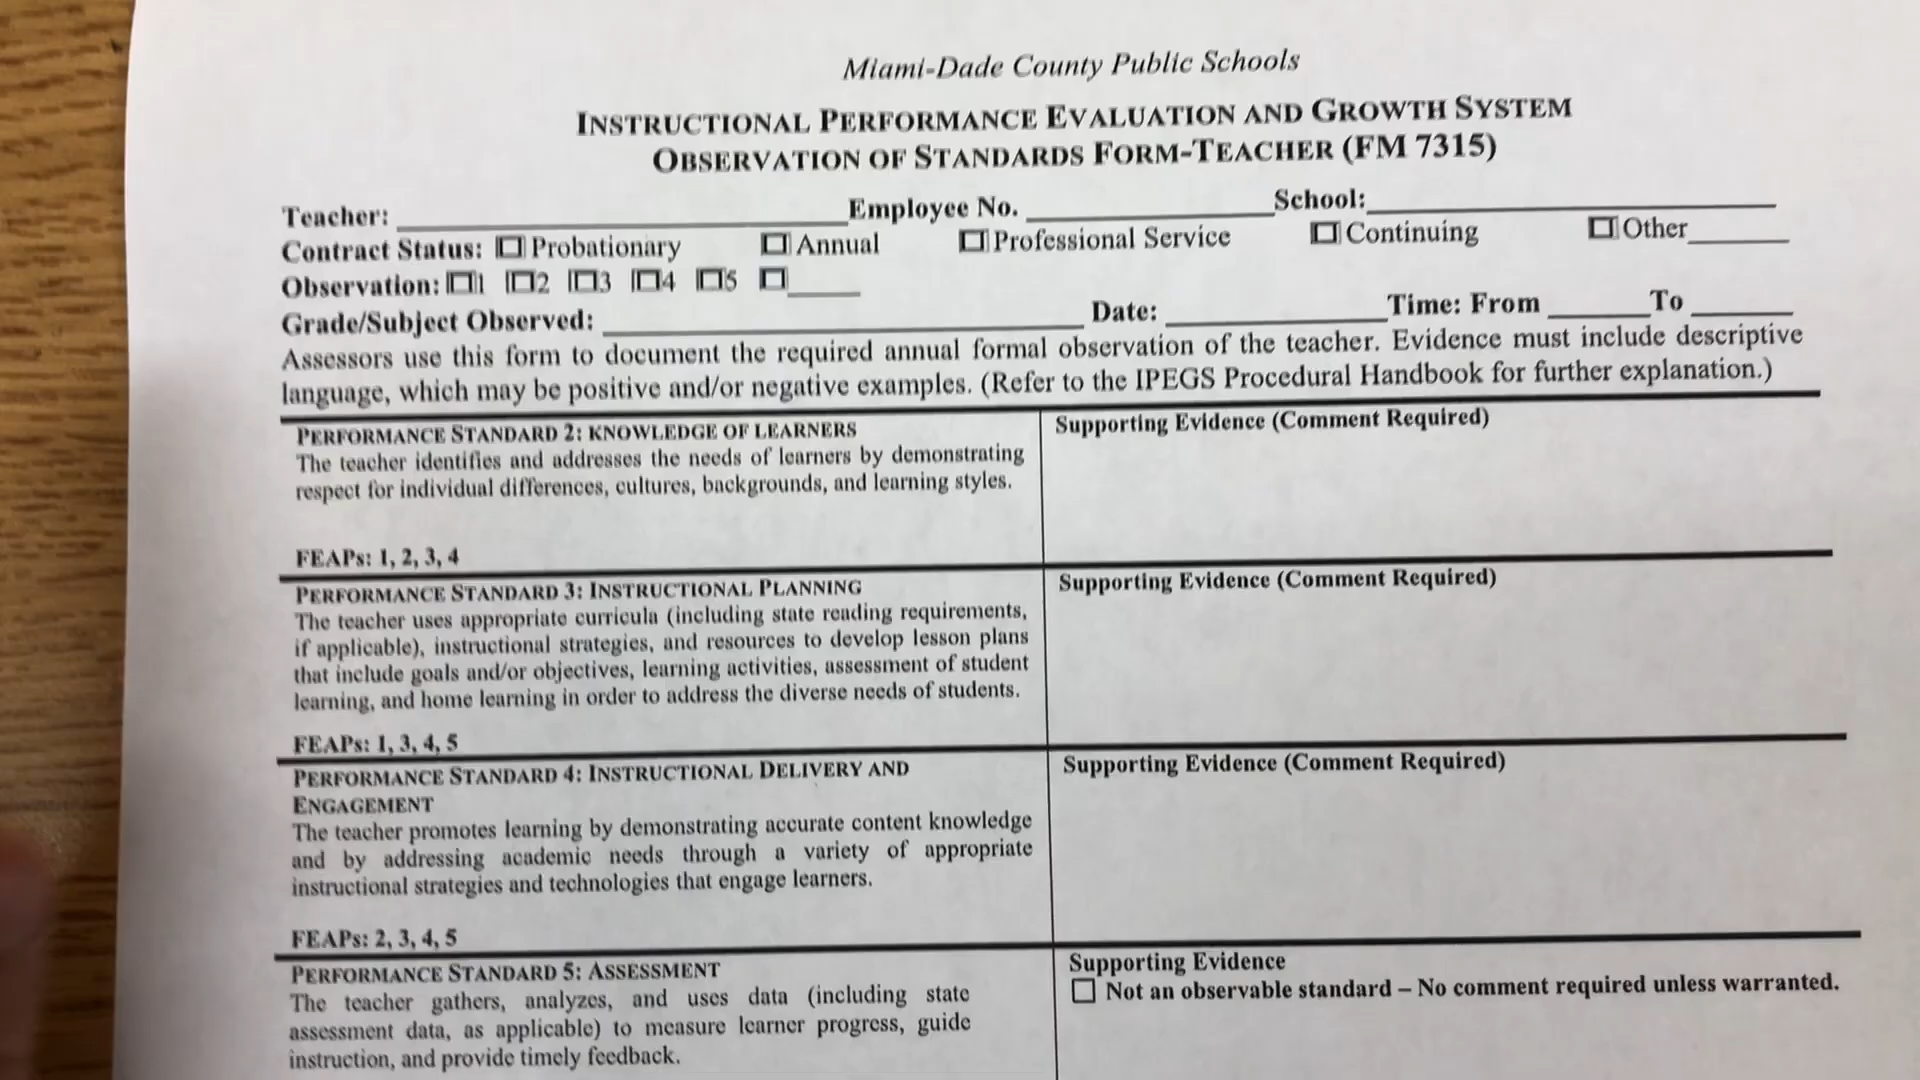 Miami-Dade County Public Schools
INSTRUCTIONAL PERFORMANCE EVALUATION AND GROWTH SYSTEM
OBSERVATION OF STANDARDS FORM-TEACHER (FM 7315)
Teacher: ____________ Employee No. ____________ School: ____________
Contract Status: ☐ Probationary ☐ Annual ☐ Professional Service ☐ Continuing ☐ Other________
Observation: ☐1 ☐2 ☐3 ☐4 ☐5 ☐______
Grade/Subject Observed: ____________ Date: ____________ Time: From ______ To ______
Assessors use this form to document the required annual formal observation of the teacher. Evidence must include descriptive
language, which may be positive and/or negative examples. (Refer to the IPEGS Procedural Handbook for further explanation.)
PERFORMANCE STANDARD 2: KNOWLEDGE OF LEARNERS
The teacher identifies and addresses the needs of learners by demonstrating
respect for individual differences, cultures, backgrounds, and learning styles.
FEAPs: 1, 2, 3, 4
Supporting Evidence (Comment Required)
PERFORMANCE STANDARD 3: INSTRUCTIONAL PLANNING
The teacher uses appropriate curricula (including state reading requirements,
if applicable), instructional strategies, and resources to develop lesson plans
that include goals and/or objectives, learning activities, assessment of student
learning, and home learning in order to address the diverse needs of students.
FEAPs: 1, 3, 4, 5
Supporting Evidence (Comment Required)
PERFORMANCE STANDARD 4: INSTRUCTIONAL DELIVERY AND
ENGAGEMENT
The teacher promotes learning by demonstrating accurate content knowledge
and by addressing academic needs through a variety of appropriate
instructional strategies and technologies that engage learners.
FEAPs: 2, 3, 4, 5
Supporting Evidence (Comment Required)
PERFORMANCE STANDARD 5: ASSESSMENT
The teacher gathers, analyzes, and uses data (including state
assessment data, as applicable) to measure learner progress, guide
instruction, and provide timely feedback.
Supporting Evidence
☐ Not an observable standard – No comment required unless warranted.